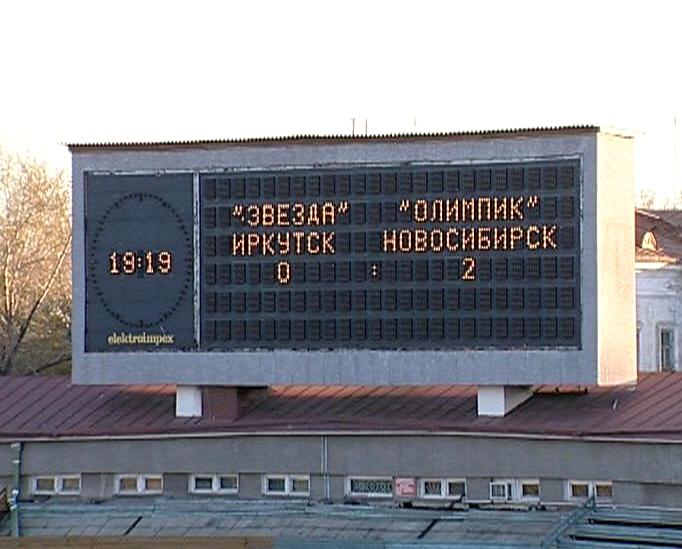 "ЗВЕЗДА" "ОЛИМПИК"
ИРКУТСК НОВОСИБИРСК
0 : 2
19:19
elektroimpex